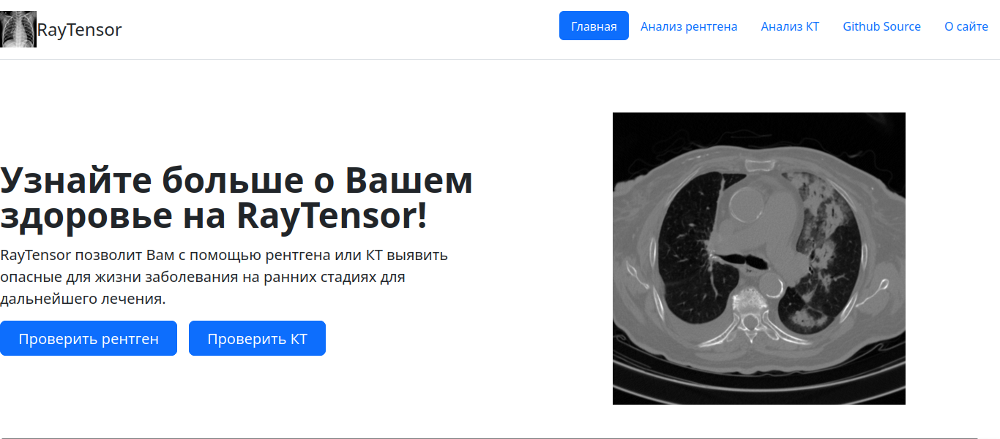 RayTensor
Главная
Анализ рентгена
Анализ КТ
Github Source
О сайте
Узнайте больше о Вашем
здоровье на RayTensor!
RayTensor позволит Вам с помощью рентгена или КТ выявить
опасные для жизни заболевания на ранних стадиях для
дальнейшего лечения.
Проверить рентген
Проверить КТ